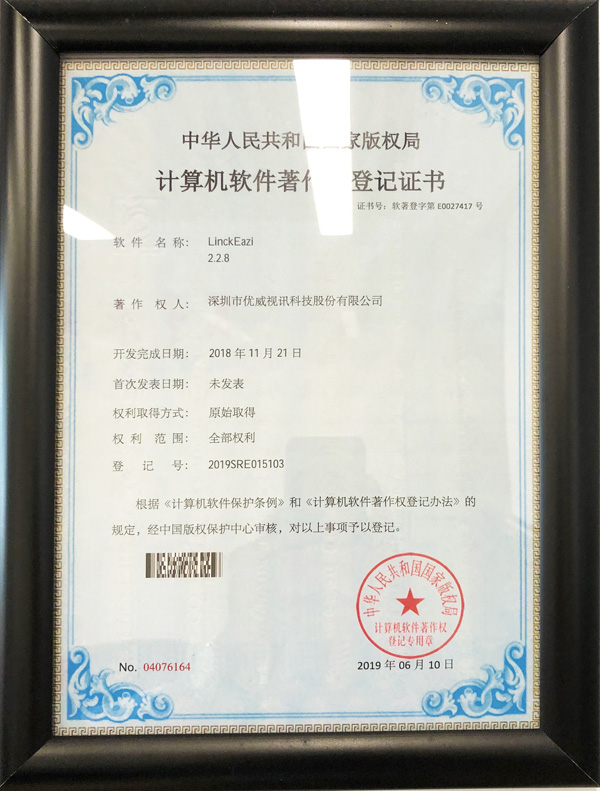 中华人民共和国国家版权局
计算机软件著作 登记证书
证书号： 软著登字第 E0027417 号
软件 名称： LinckEazi
2.2.8
著作 权人： 深圳市优威视讯科技股份有限公司
开发完成日期： 2018 年 11 月 21 日
首次发表日期： 未发表
权利取得方式： 原始取得
权利 范围： 全部权利
登 记 号： 2019SRE015103
根据《计算机软件保护条例》和《计算机软件著作权登记办法》的
规定，经中国版权保护中心审核，对以上事项予以登记。
中华人民共和国国家版权局
计算机软件著作权
登记专用章
No. 04076164
2019 年 06 月 10 日